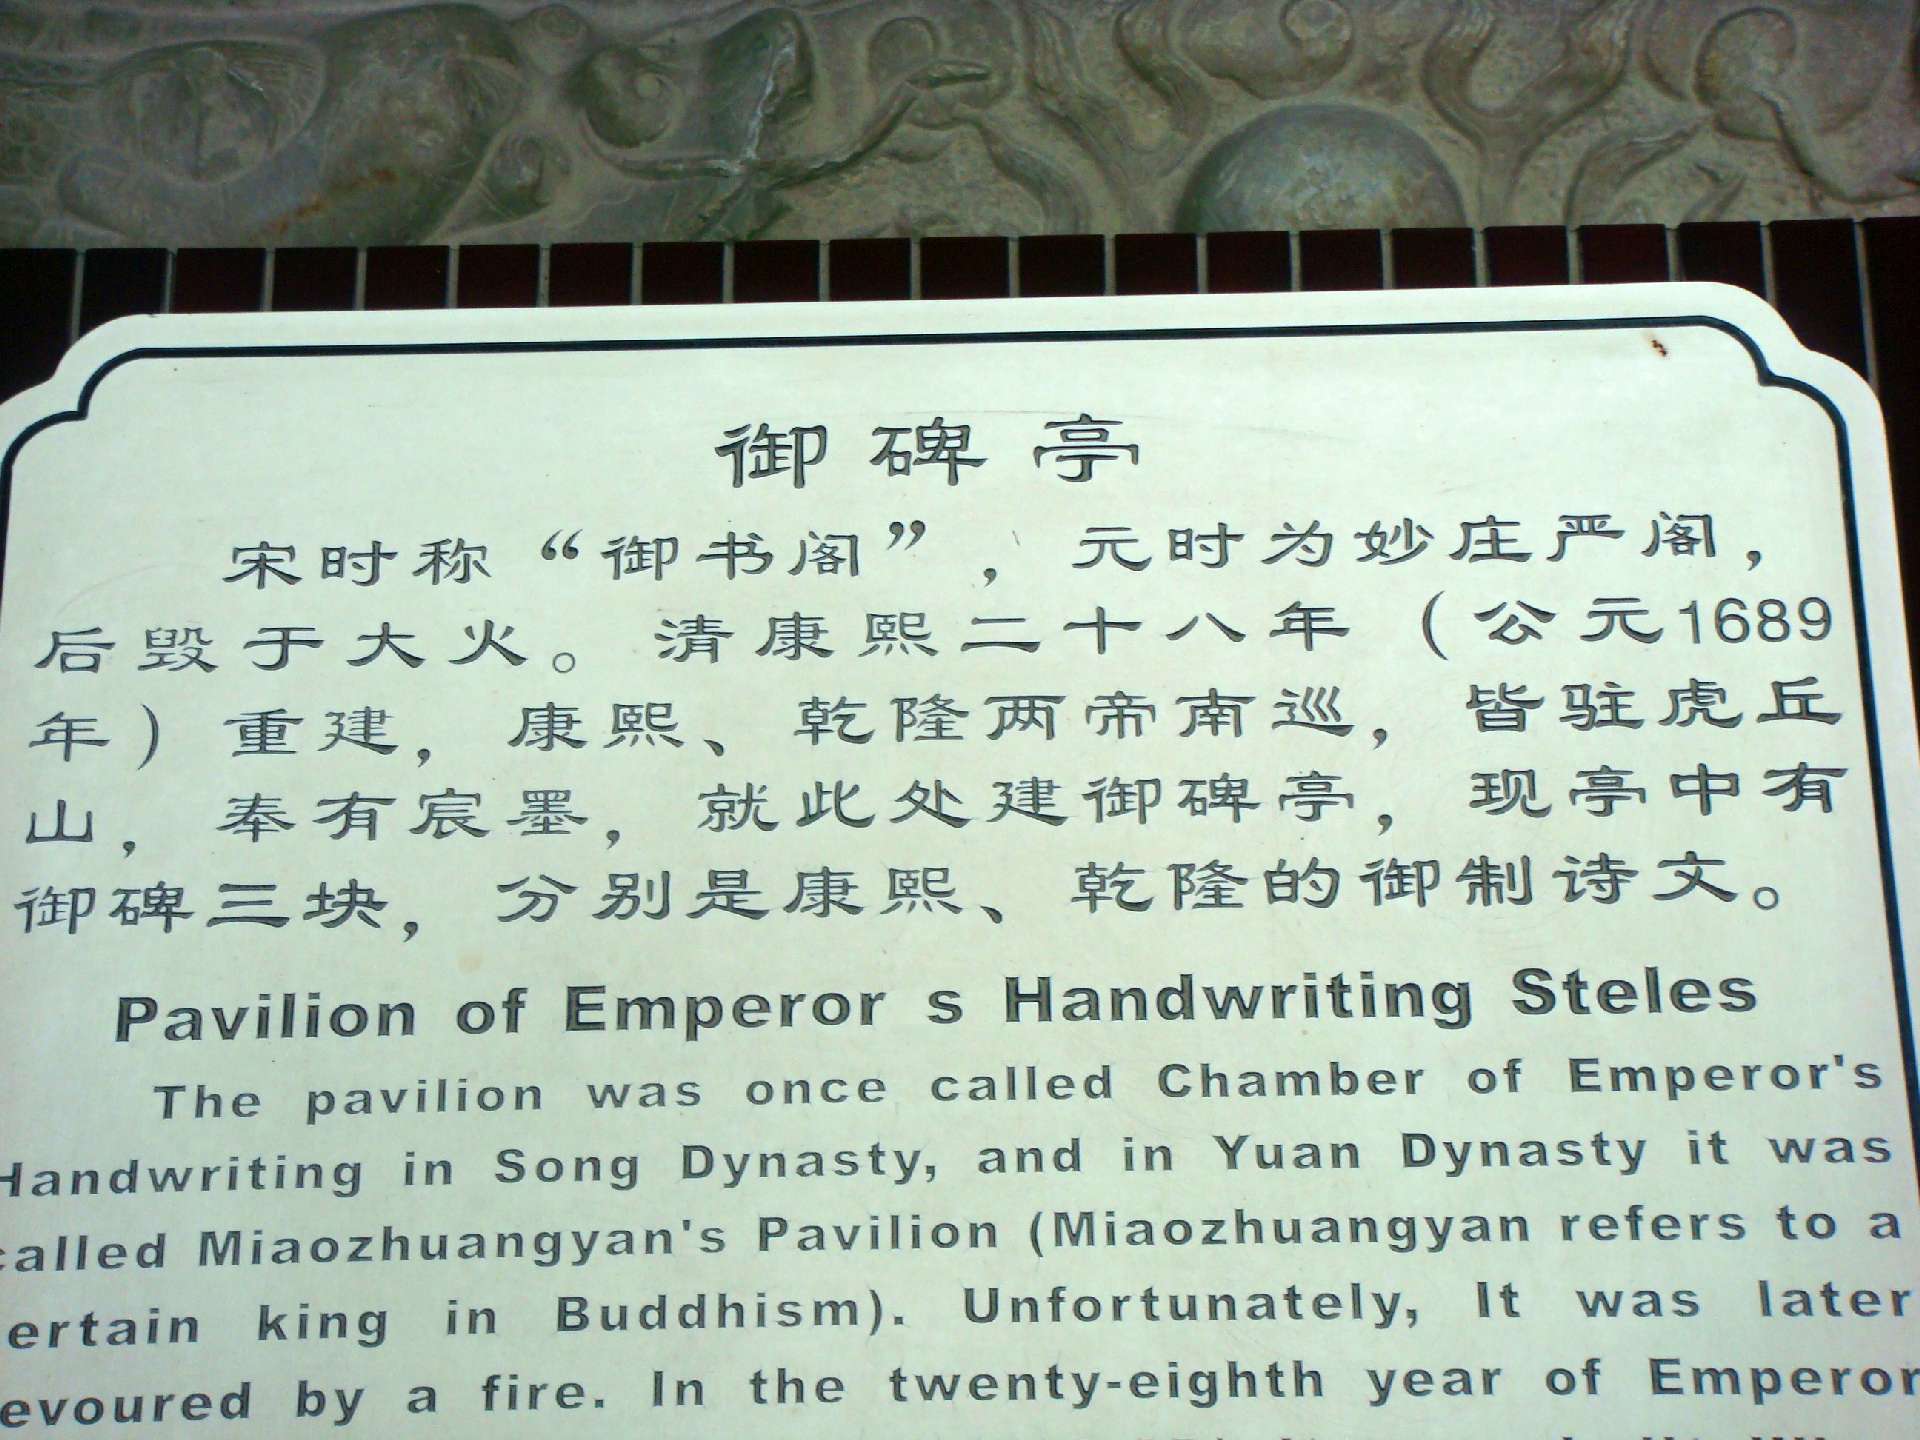 御碑亭
宋时称“御书阁”，元时为妙庄严阁，
后毁于大火。清康熙二十八年（公元1689
年）重建，康熙、乾隆两帝南巡，皆驻虎丘
山，奉有宸墨，就此处建御碑亭，现亭中有
御碑三块，分别是康熙、乾隆的御制诗文。
Pavilion of Emperor s Handwriting Steles
The pavilion was once called Chamber of Emperor's
Handwriting in Song Dynasty, and in Yuan Dynasty it was
called Miaozhuangyan's Pavilion (Miaozhuangyan refers to a
ertain king in Buddhism). Unfortunately, It was later
evoured by a fire. In the twenty-eighth year of Emperor